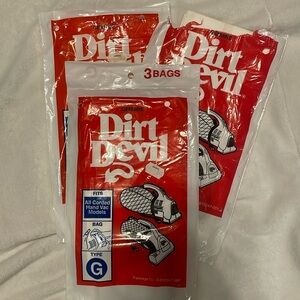 Dirt
Devil
Dirt
Devil
3 BAGS
Dirt
Devil
FITS
All Corded
Hand Vac
Models
BAG
TYPE
G